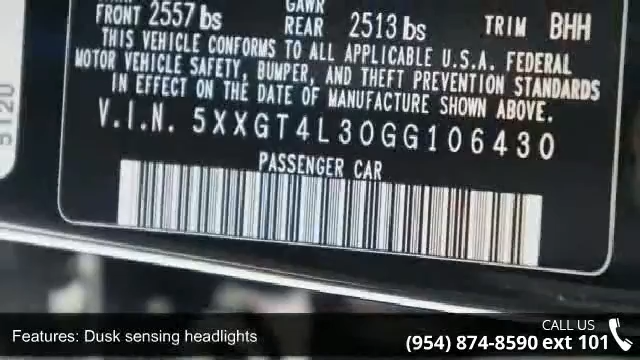 FRONT 2557 lbs GAWR REAR 2513 lbs TRIM BHH
THIS VEHICLE CONFORMS TO ALL APPLICABLE U.S.A. FEDERAL
MOTOR VEHICLE SAFETY, BUMPER, AND THEFT PREVENTION STANDARDS
IN EFFECT ON THE DATE OF MANUFACTURE SHOWN ABOVE.
V.I.N. 5XXGT4L30GG106430
PASSENGER CAR
Features: Dusk sensing headlights
CALL US
(954) 874-8590 ext 101